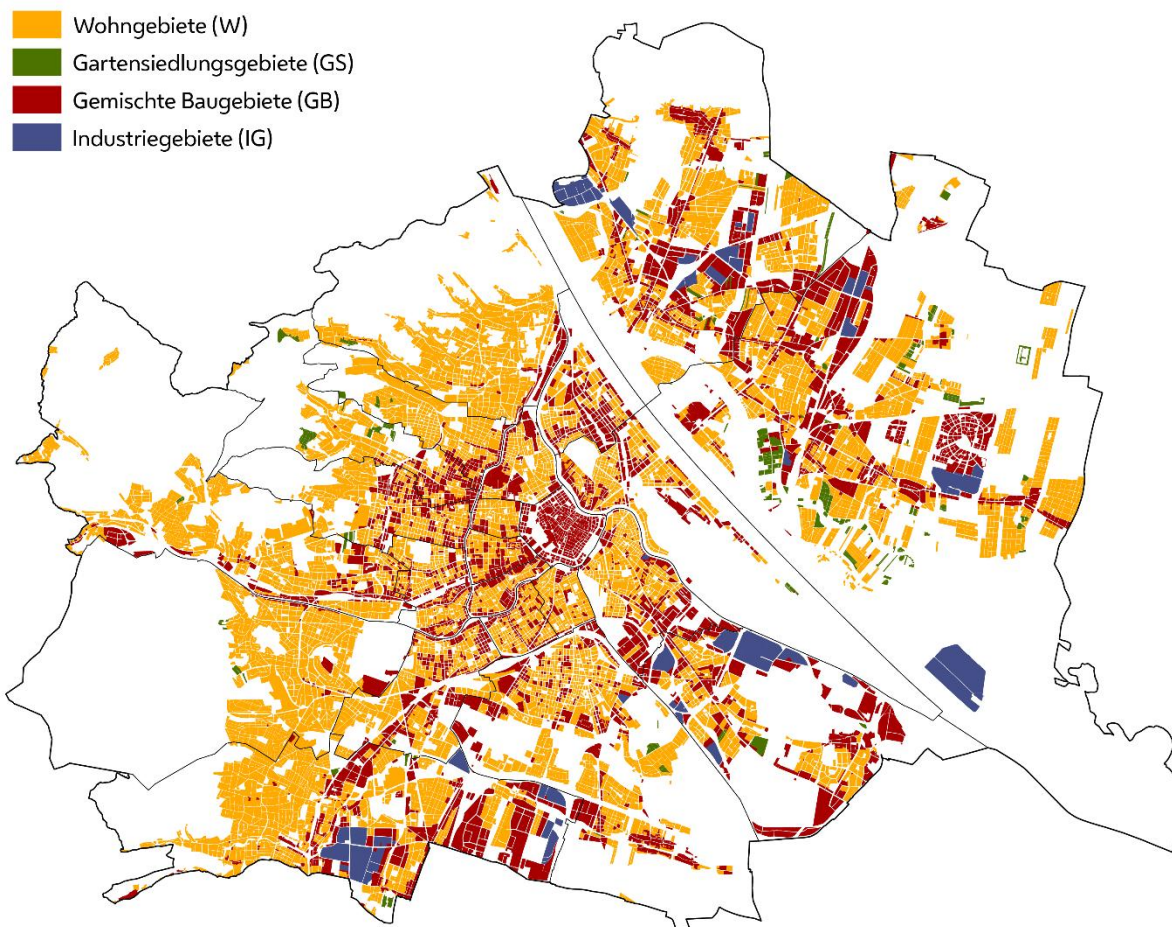 Wohngebiete (W)
Gartensiedlungsgebiete (GS)
Gemischte Baugebiete (GB)
Industriegebiete (IG)